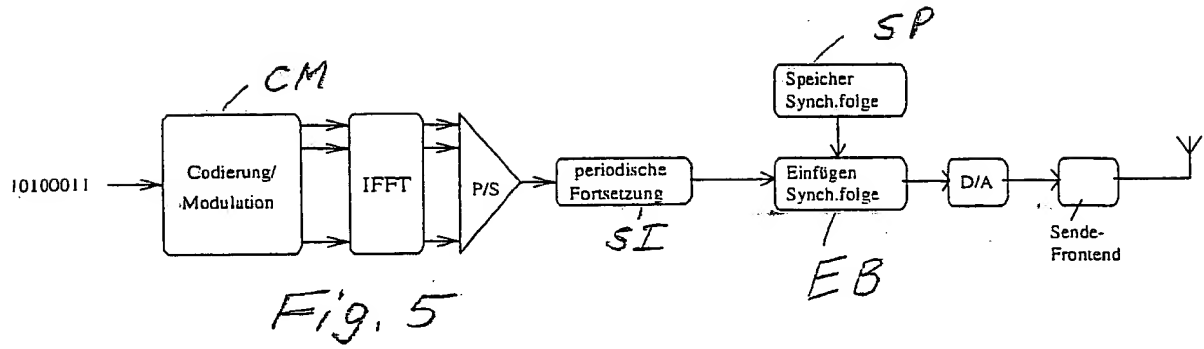 SP
CM
Speicher
Synch.folge
10100011
Codierung/
Modulation
IFFT
P/S
periodische
Fortsetzung
Einfügen
Synch.folge
D/A
SI
Sende-
Frontend
EB
Fig. 5